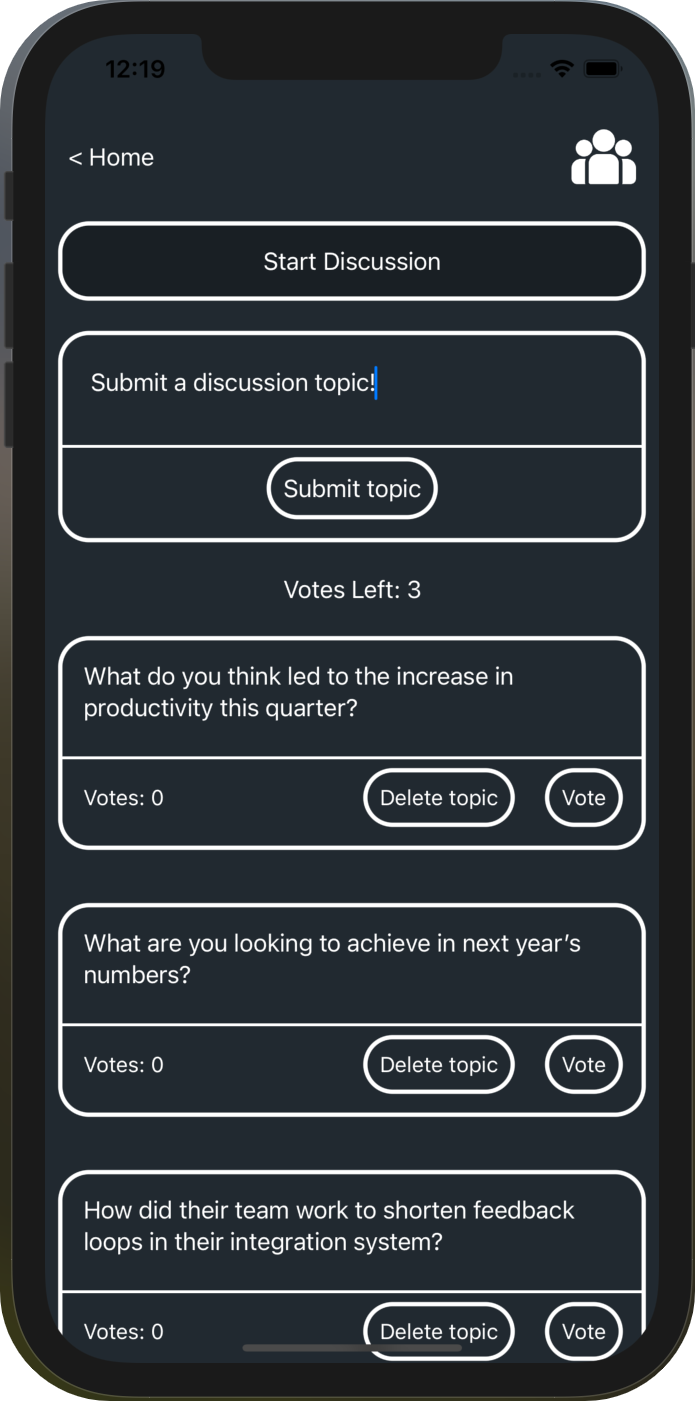 12:19
< Home
Start Discussion
Submit a discussion topic!
Submit topic
Votes Left: 3
What do you think led to the increase in
productivity this quarter?
Votes: 0
Delete topic
Vote
What are you looking to achieve in next year’s
numbers?
Votes: 0
Delete topic
Vote
How did their team work to shorten feedback
loops in their integration system?
Votes: 0
Delete topic
Vote